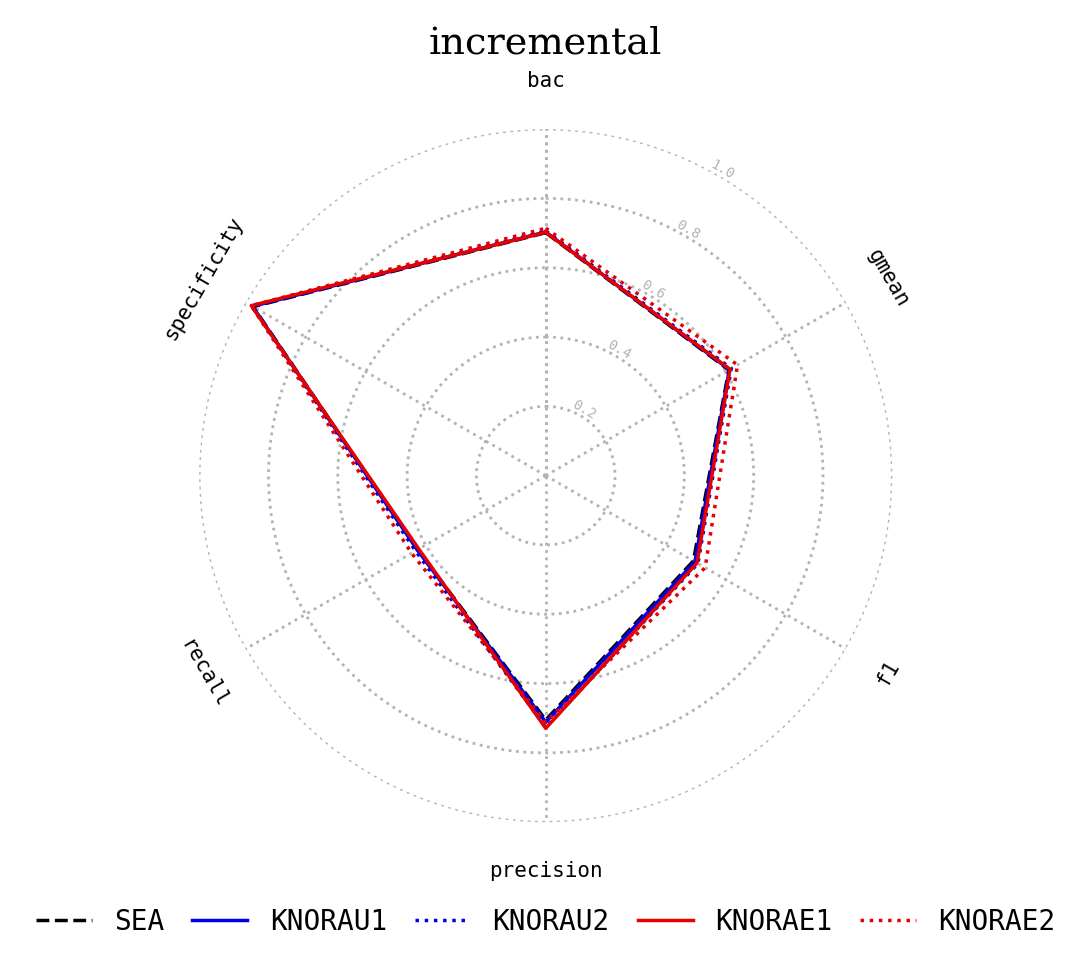 incremental
bac
1.0
0.8
0.6
0.4
0.2
gmean
specificity
recall
f1
precision
SEA KNORAU1 KNORAU2 KNORAE1 KNORAE2